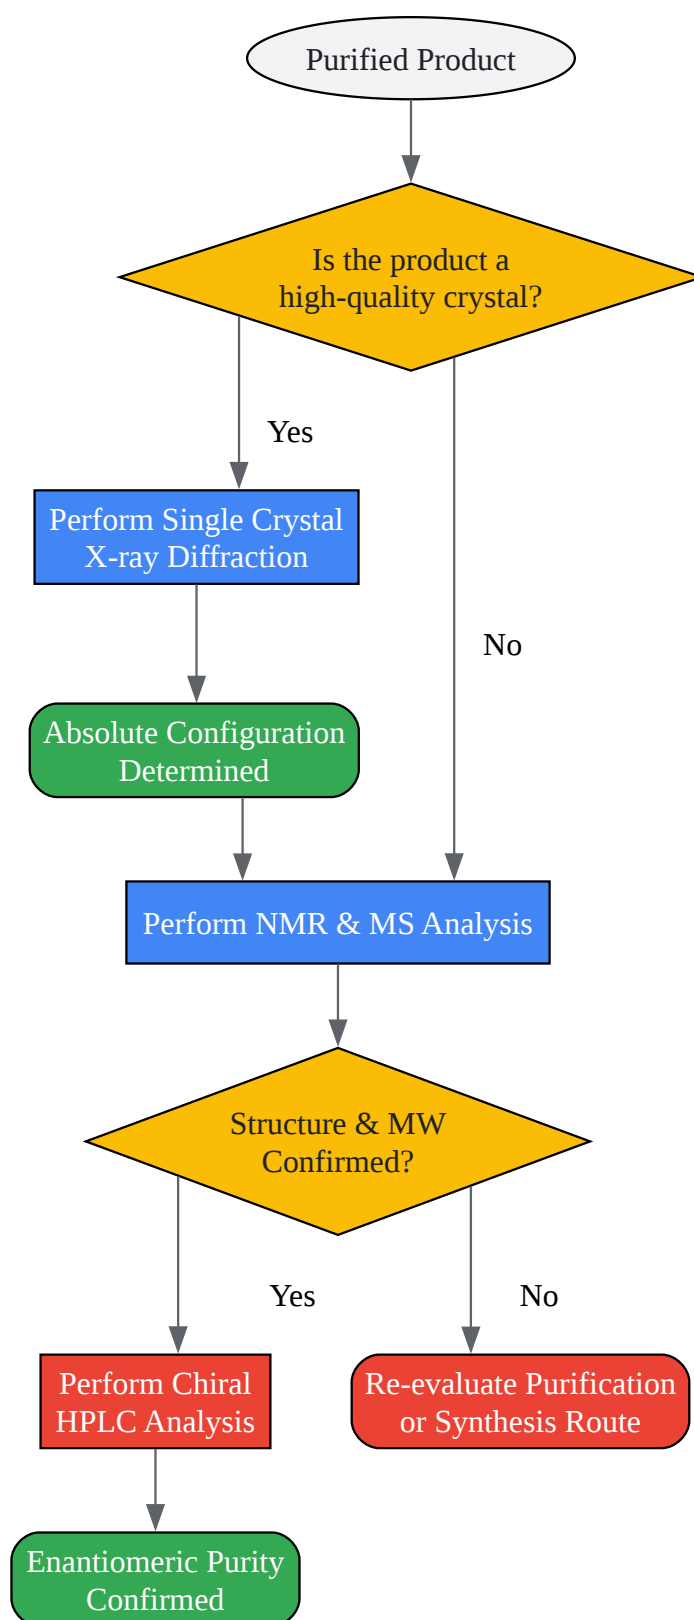 Purified Product
Is the product a
high-quality crystal?
Yes
Perform Single Crystal
X-ray Diffraction
No
Absolute Configuration
Determined
Perform NMR & MS Analysis
Structure & MW
Confirmed?
Yes
No
Perform Chiral
HPLC Analysis
Re-evaluate Purification
or Synthesis Route
Enantiomeric Purity
Confirmed